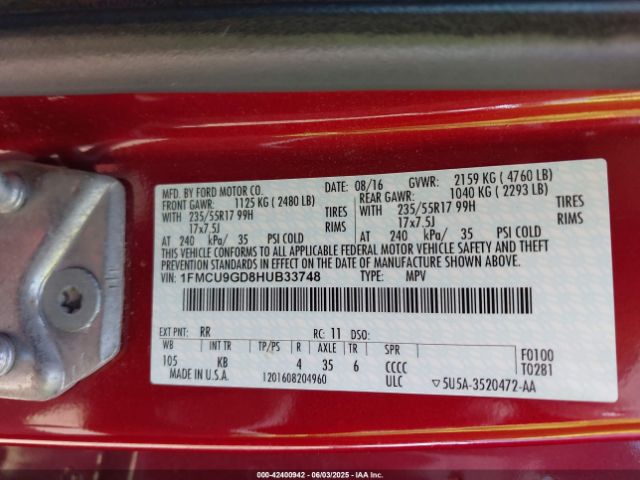 MFD. BY FORD MOTOR CO.
DATE: 08/16 GVWR: 2159 KG ( 4760 LB)
FRONT GAWR: 1125 KG ( 2480 LB) REAR GAWR: 1040 KG ( 2293 LB)
WITH 235/55R17 99H TIRES WITH 235/55R17 99H TIRES
17x7.5J RIMS 17x7.5J RIMS
AT 240 kPa/ 35 PSI COLD AT 240 kPa/ 35 PSI COLD
THIS VEHICLE CONFORMS TO ALL APPLICABLE FEDERAL MOTOR VEHICLE SAFETY AND THEFT
PREVENTION STANDARDS IN EFFECT ON THE DATE OF MANUFACTURE SHOWN ABOVE.
VIN: 1FMCU9GD8HUB33748 TYPE: MPV
EXT PNT: RR RC: 11 DSO:
WB INT TR TP/PS R AXLE TR SPR F0100
105 KB 4 35 6 CCCC T0281
MADE IN U.S.A. 1201608204960 ULC ▽5U5A-3520472-AA
000-42400942 - 06/03/2025 - IAA Inc.